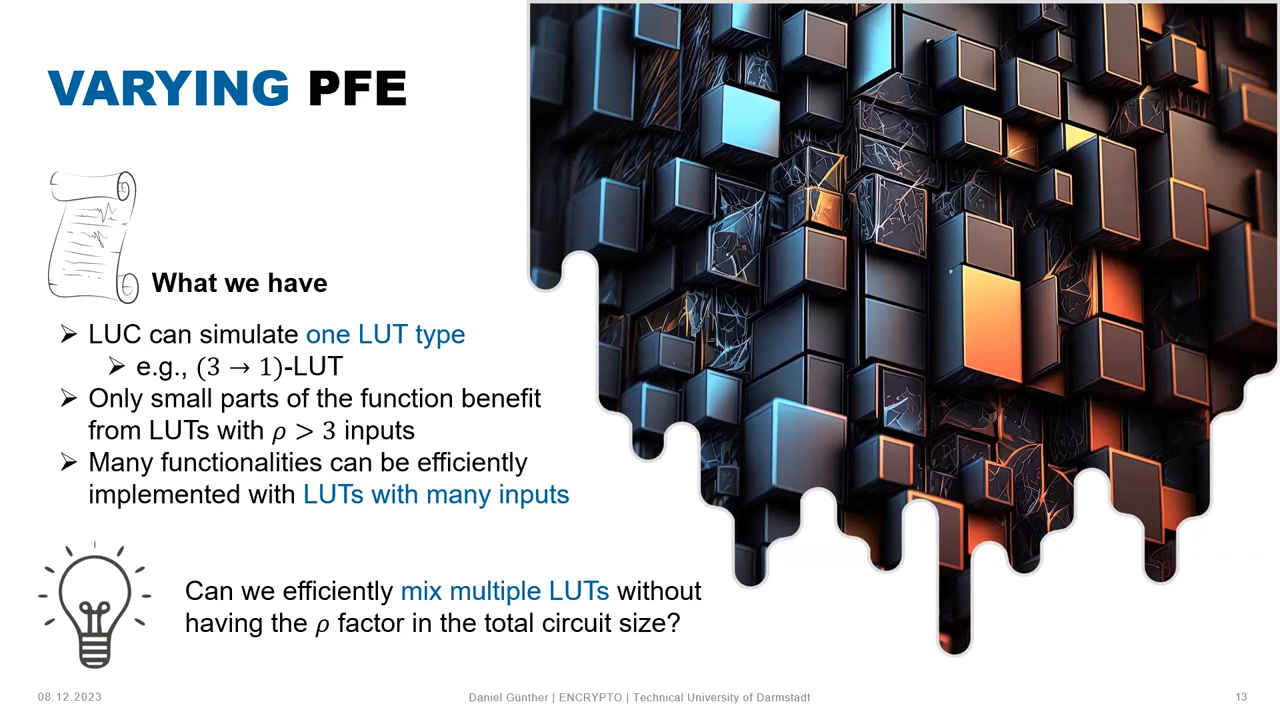 VARYING PFE
What we have
➢ LUC can simulate one LUT type
➢ e.g., (3 → 1)-LUT
➢ Only small parts of the function benefit
from LUTs with ρ > 3 inputs
➢ Many functionalities can be efficiently
implemented with LUTs with many inputs
Can we efficiently mix multiple LUTs without
having the ρ factor in the total circuit size?
08.12.2023
Daniel Günther | ENCRYPTO | Technical University of Darmstadt
13